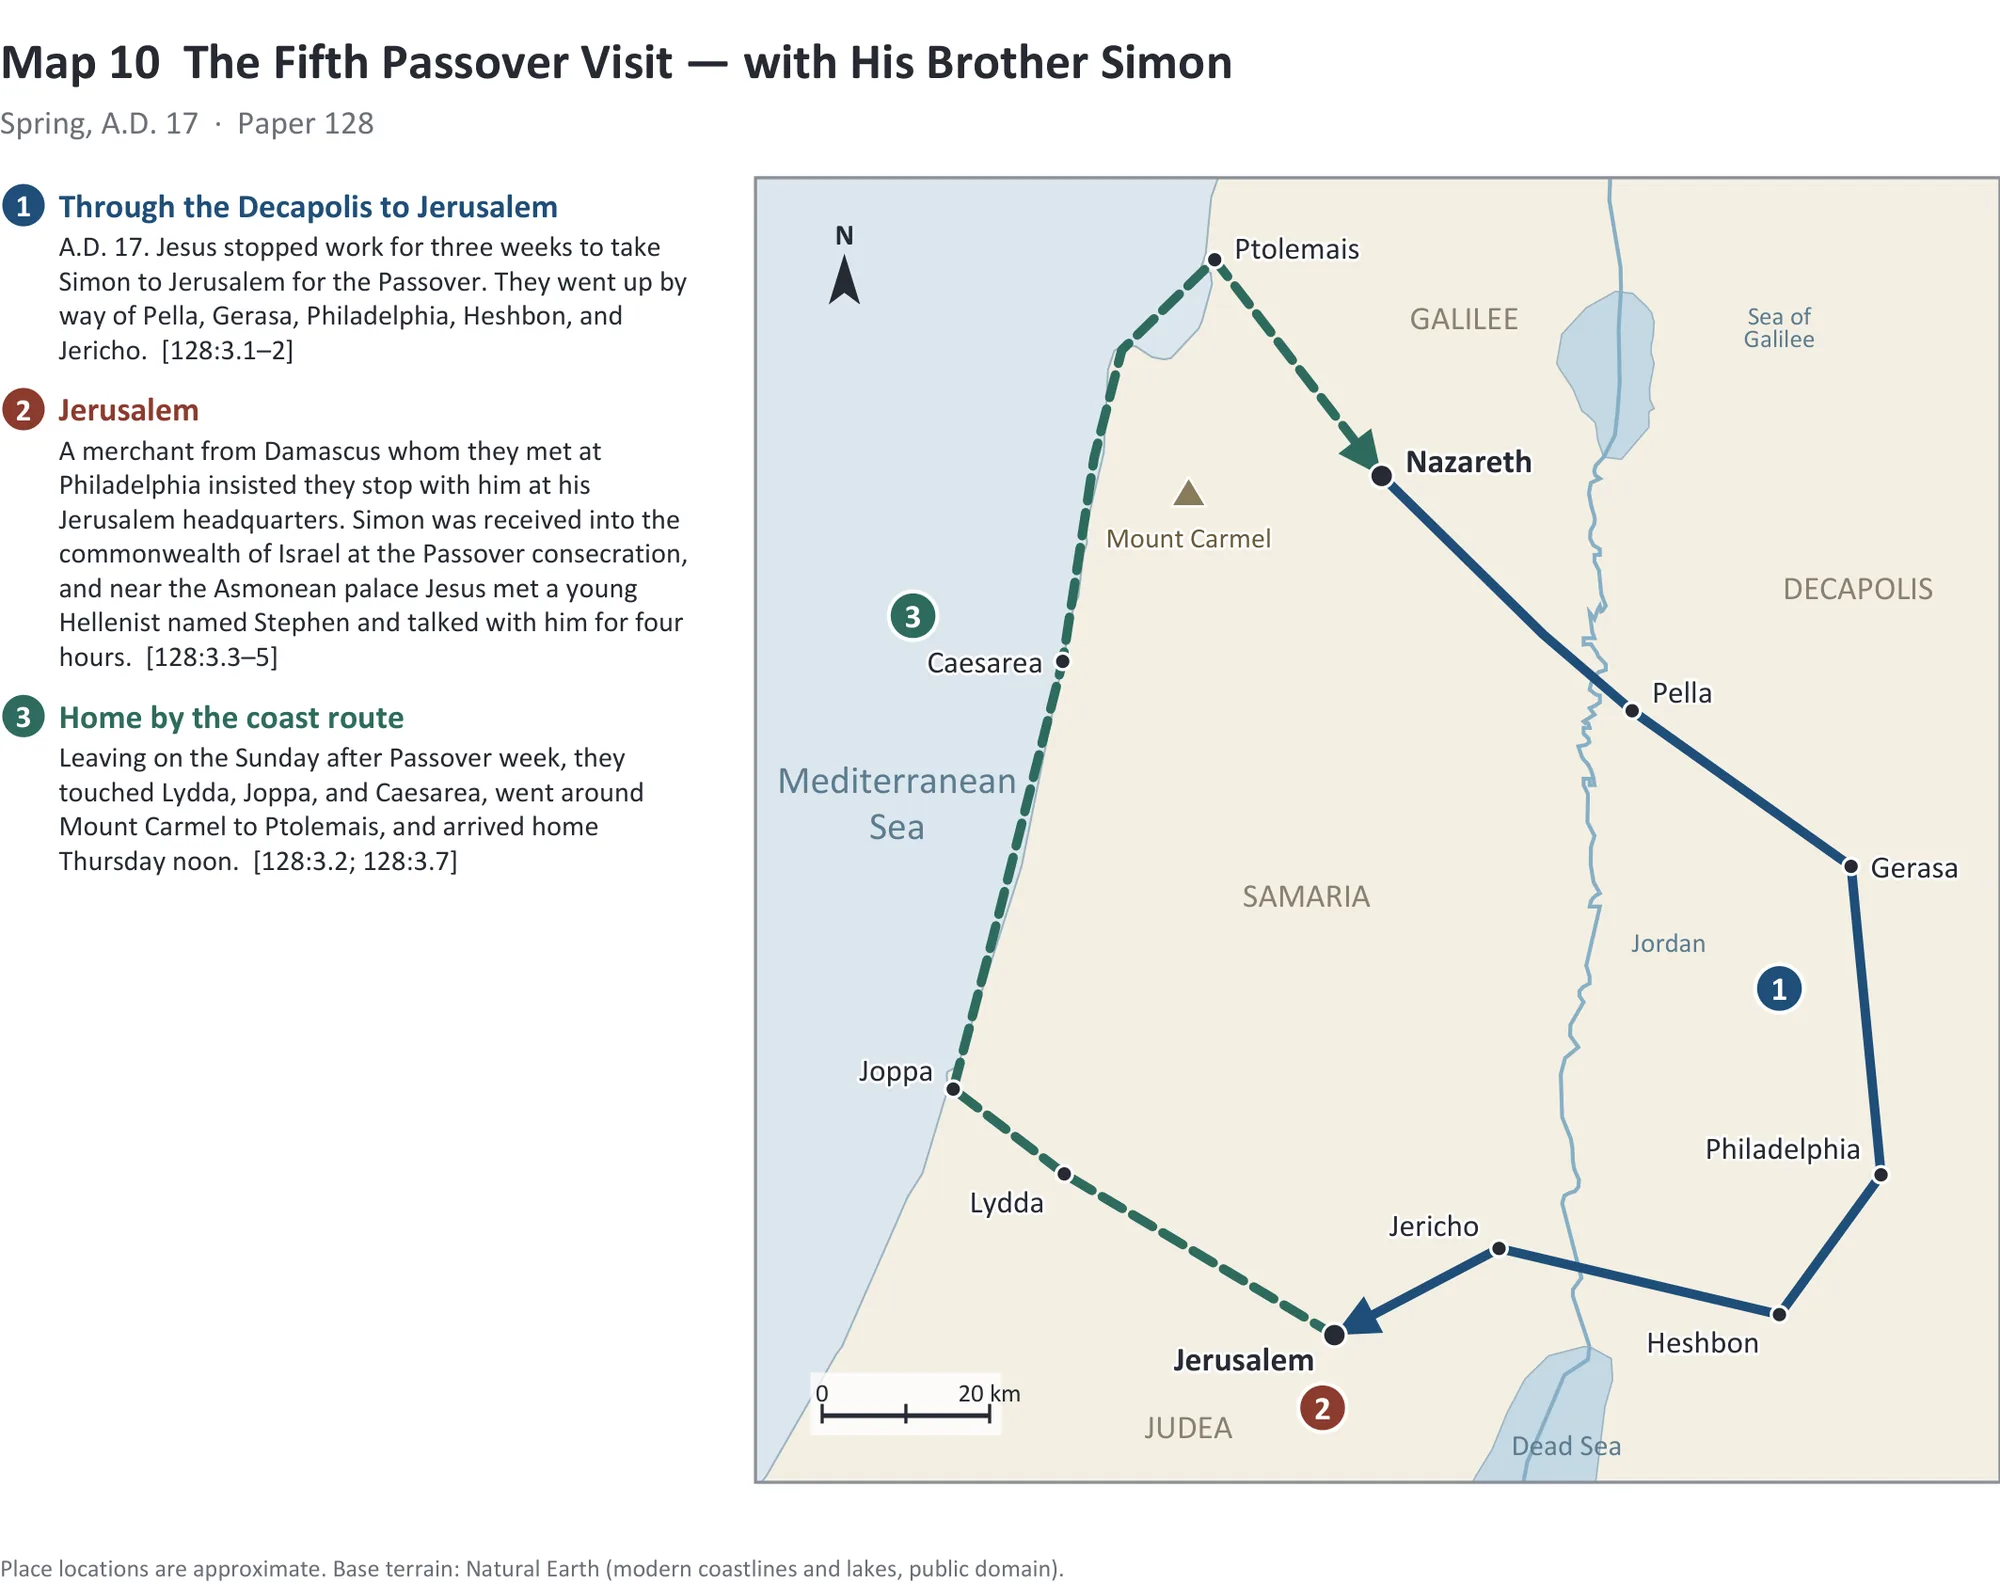 Map 10 The Fifth Passover Visit — with His Brother Simon
Spring, A.D. 17 · Paper 128
1 Through the Decapolis to Jerusalem
A.D. 17. Jesus stopped work for three weeks to take
Simon to Jerusalem for the Passover. They went up by
way of Pella, Gerasa, Philadelphia, Heshbon, and
Jericho. [128:3.1–2]
2 Jerusalem
A merchant from Damascus whom they met at
Philadelphia insisted they stop with him at his
Jerusalem headquarters. Simon was received into the
commonwealth of Israel at the Passover consecration,
and near the Asmonean palace Jesus met a young
Hellenist named Stephen and talked with him for four
hours. [128:3.3–5]
3 Home by the coast route
Leaving on the Sunday after Passover week, they
touched Lydda, Joppa, and Caesarea, went around
Mount Carmel to Ptolemais, and arrived home
Thursday noon. [128:3.2; 128:3.7]
N
Ptolemais
GALILEE
Sea of
Galilee
Nazareth
Mount Carmel
DECAPOLIS
3
Caesarea
Pella
Mediterranean
Sea
Gerasa
SAMARIA
Jordan
1
Joppa
Philadelphia
Lydda
Jericho
Heshbon
Jerusalem
0 20 km
2
JUDEA
Dead Sea
Place locations are approximate. Base terrain: Natural Earth (modern coastlines and lakes, public domain).